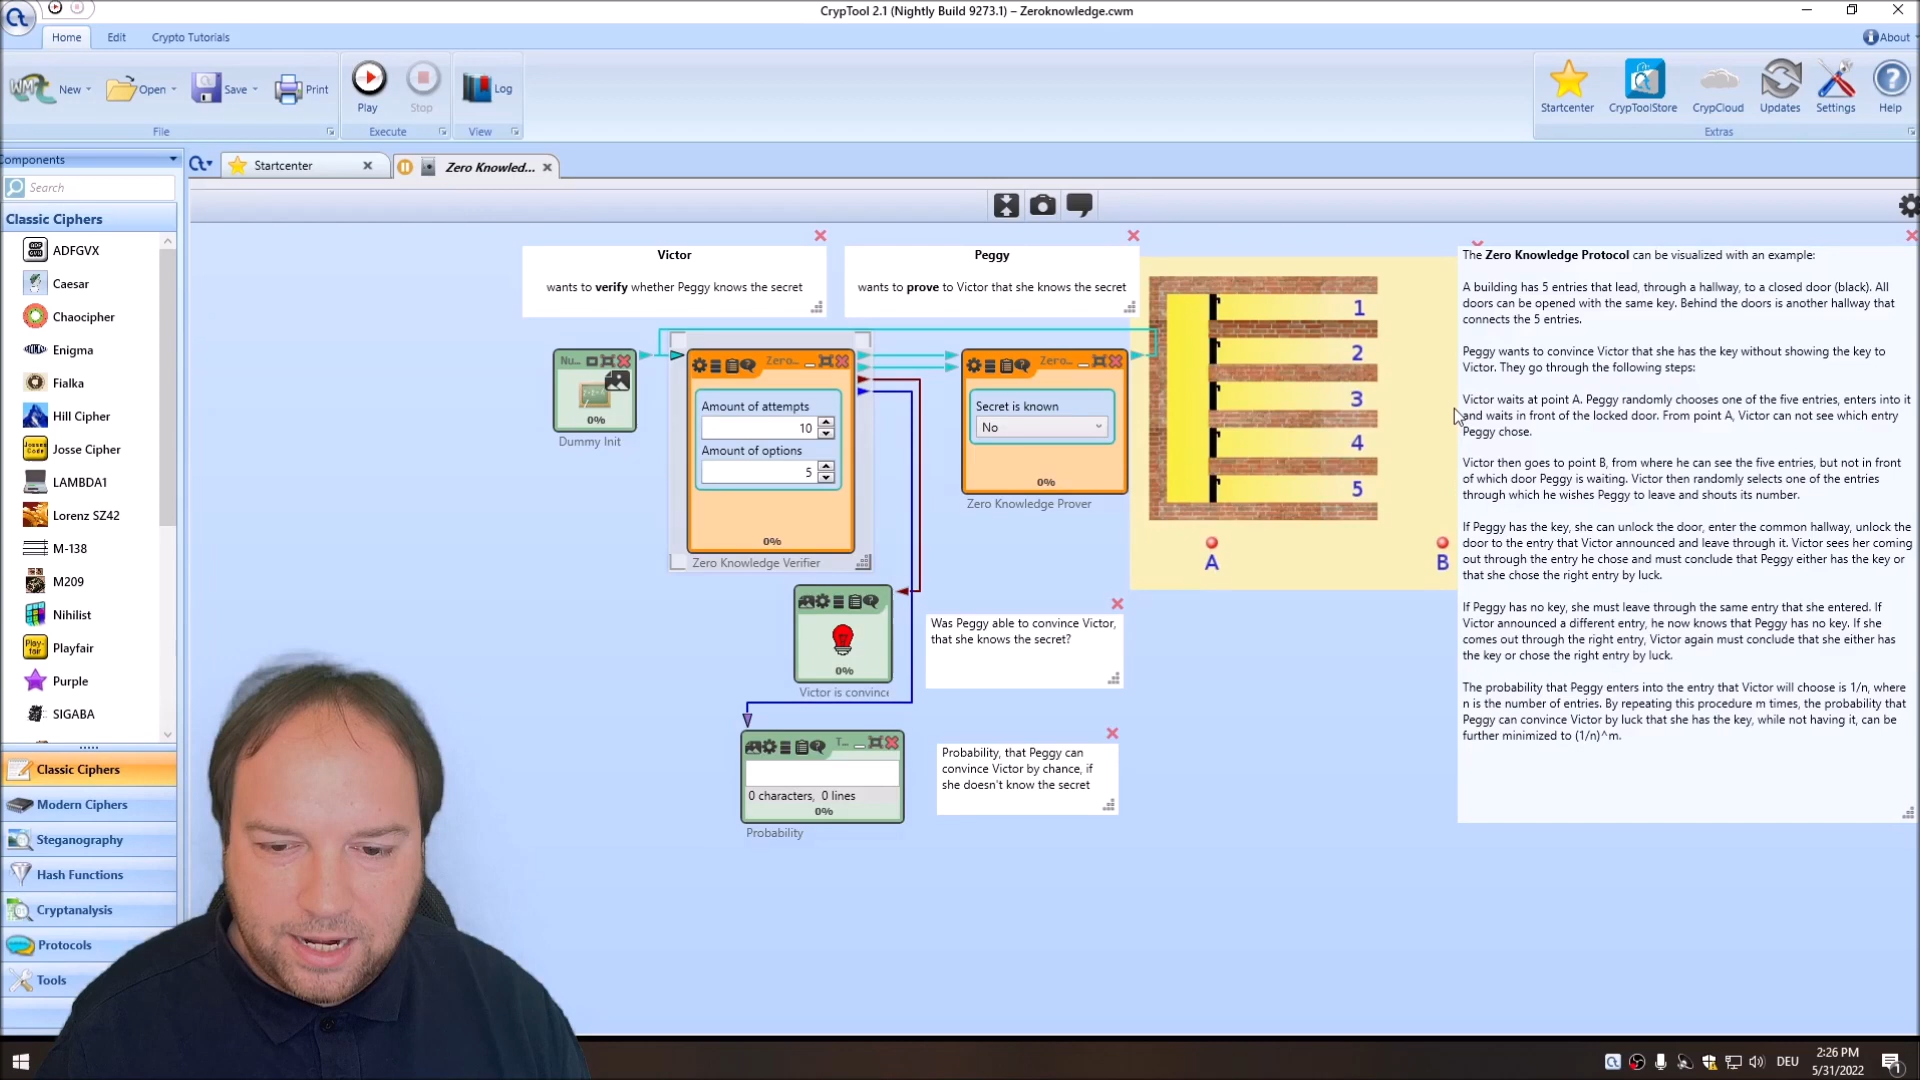 CrypTool 2.1 (Nightly Build 9273.1) – Zeroknowledge.cwm
Home Edit Crypto Tutorials
About
New Open Save Print Play Stop Log
Startcenter CrypToolStore CrypCloud Updates Settings Help
File Execute View Extras
Components
Startcenter
Zero Knowled...
Search
Classic Ciphers
ADFGVX
Caesar
Chaocipher
Enigma
Fialka
Hill Cipher
Josse Cipher
LAMBDA1
Lorenz SZ42
M-138
M209
Nihilist
Playfair
Purple
SIGABA
Classic Ciphers
Modern Ciphers
Steganography
Hash Functions
Cryptanalysis
Protocols
Tools
Victor
wants to verify whether Peggy knows the secret
Peggy
wants to prove to Victor that she knows the secret
Nu...
0%
Dummy Init
Zero...
Amount of attempts
10
Amount of options
5
0%
Zero Knowledge Verifier
Zero...
Secret is known
No
0%
Zero Knowledge Prover
1
2
3
4
5
A
B
0%
Victor is convince
Was Peggy able to convince Victor,
that she knows the secret?
T...
0 characters, 0 lines
0%
Probability
Probability, that Peggy can
convince Victor by chance, if
she doesn't know the secret
The Zero Knowledge Protocol can be visualized with an example:
A building has 5 entries that lead, through a hallway, to a closed door (black). All
doors can be opened with the same key. Behind the doors is another hallway that
connects the 5 entries.
Peggy wants to convince Victor that she has the key without showing the key to
Victor. They go through the following steps:
Victor waits at point A. Peggy randomly chooses one of the five entries, enters into it
and waits in front of the locked door. From point A, Victor can not see which entry
Peggy chose.
Victor then goes to point B, from where he can see the five entries, but not in front
of which door Peggy is waiting. Victor then randomly selects one of the entries
through which he wishes Peggy to leave and shouts its number.
If Peggy has the key, she can unlock the door, enter the common hallway, unlock the
door to the entry that Victor announced and leave through it. Victor sees her coming
out through the entry he chose and must conclude that Peggy either has the key or
that she chose the right entry by luck.
If Peggy has no key, she must leave through the same entry that she entered. If
Victor announced a different entry, he now knows that Peggy has no key. If she
comes out through the right entry, Victor again must conclude that she either has
the key or chose the right entry by luck.
The probability that Peggy enters into the entry that Victor will choose is 1/n, where
n is the number of entries. By repeating this procedure m times, the probability that
Peggy can convince Victor by luck that she has the key, while not having it, can be
further minimized to (1/n)^m.
DEU
2:26 PM
5/31/2022